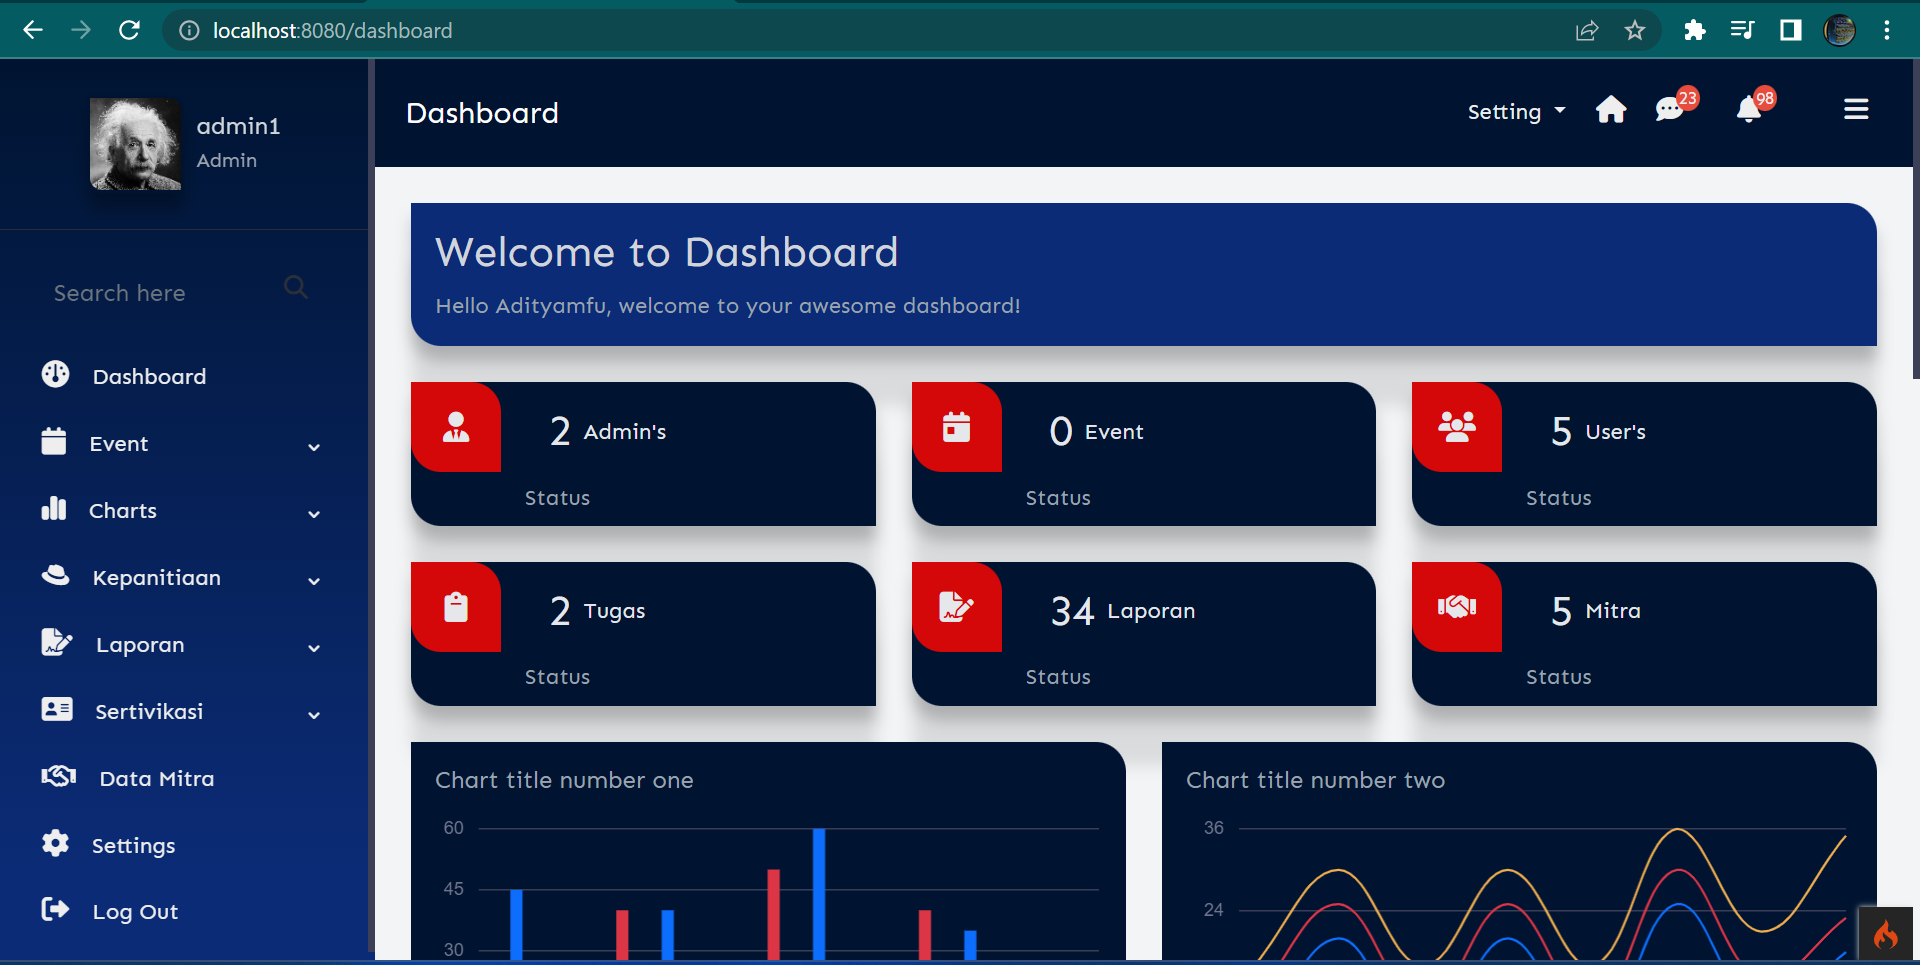 localhost:8080/dashboard
admin1
Admin
Search here
Dashboard
Event
Charts
Kepanitiaan
Laporan
Sertivikasi
Data Mitra
Settings
Log Out
Dashboard
Setting
23
98
Welcome to Dashboard
Hello Adityamfu, welcome to your awesome dashboard!
2 Admin's
Status
0 Event
Status
5 User's
Status
2 Tugas
Status
34 Laporan
Status
5 Mitra
Status
Chart title number one
60
45
30
Chart title number two
36
24